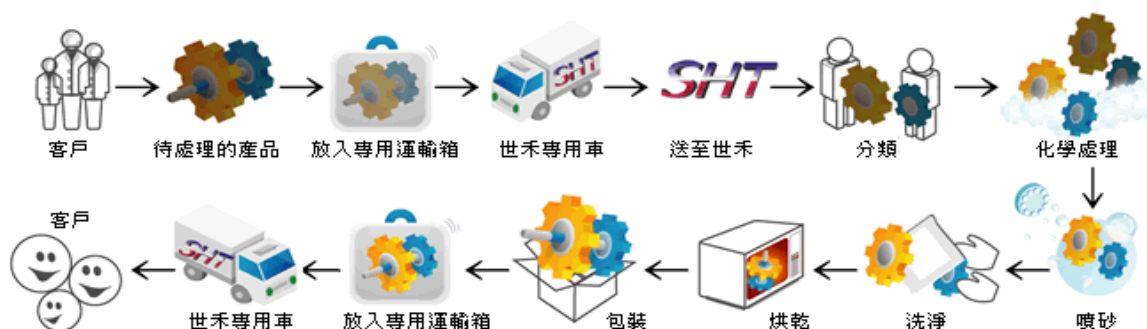 SHT
SHT
客戶
待處理的產品
放入專用運輸箱
世禾專用車
送至世禾
分類
化學處理
客戶
SHT
世禾專用車
放入專用運輸箱
包裝
烘乾
洗淨
噴砂